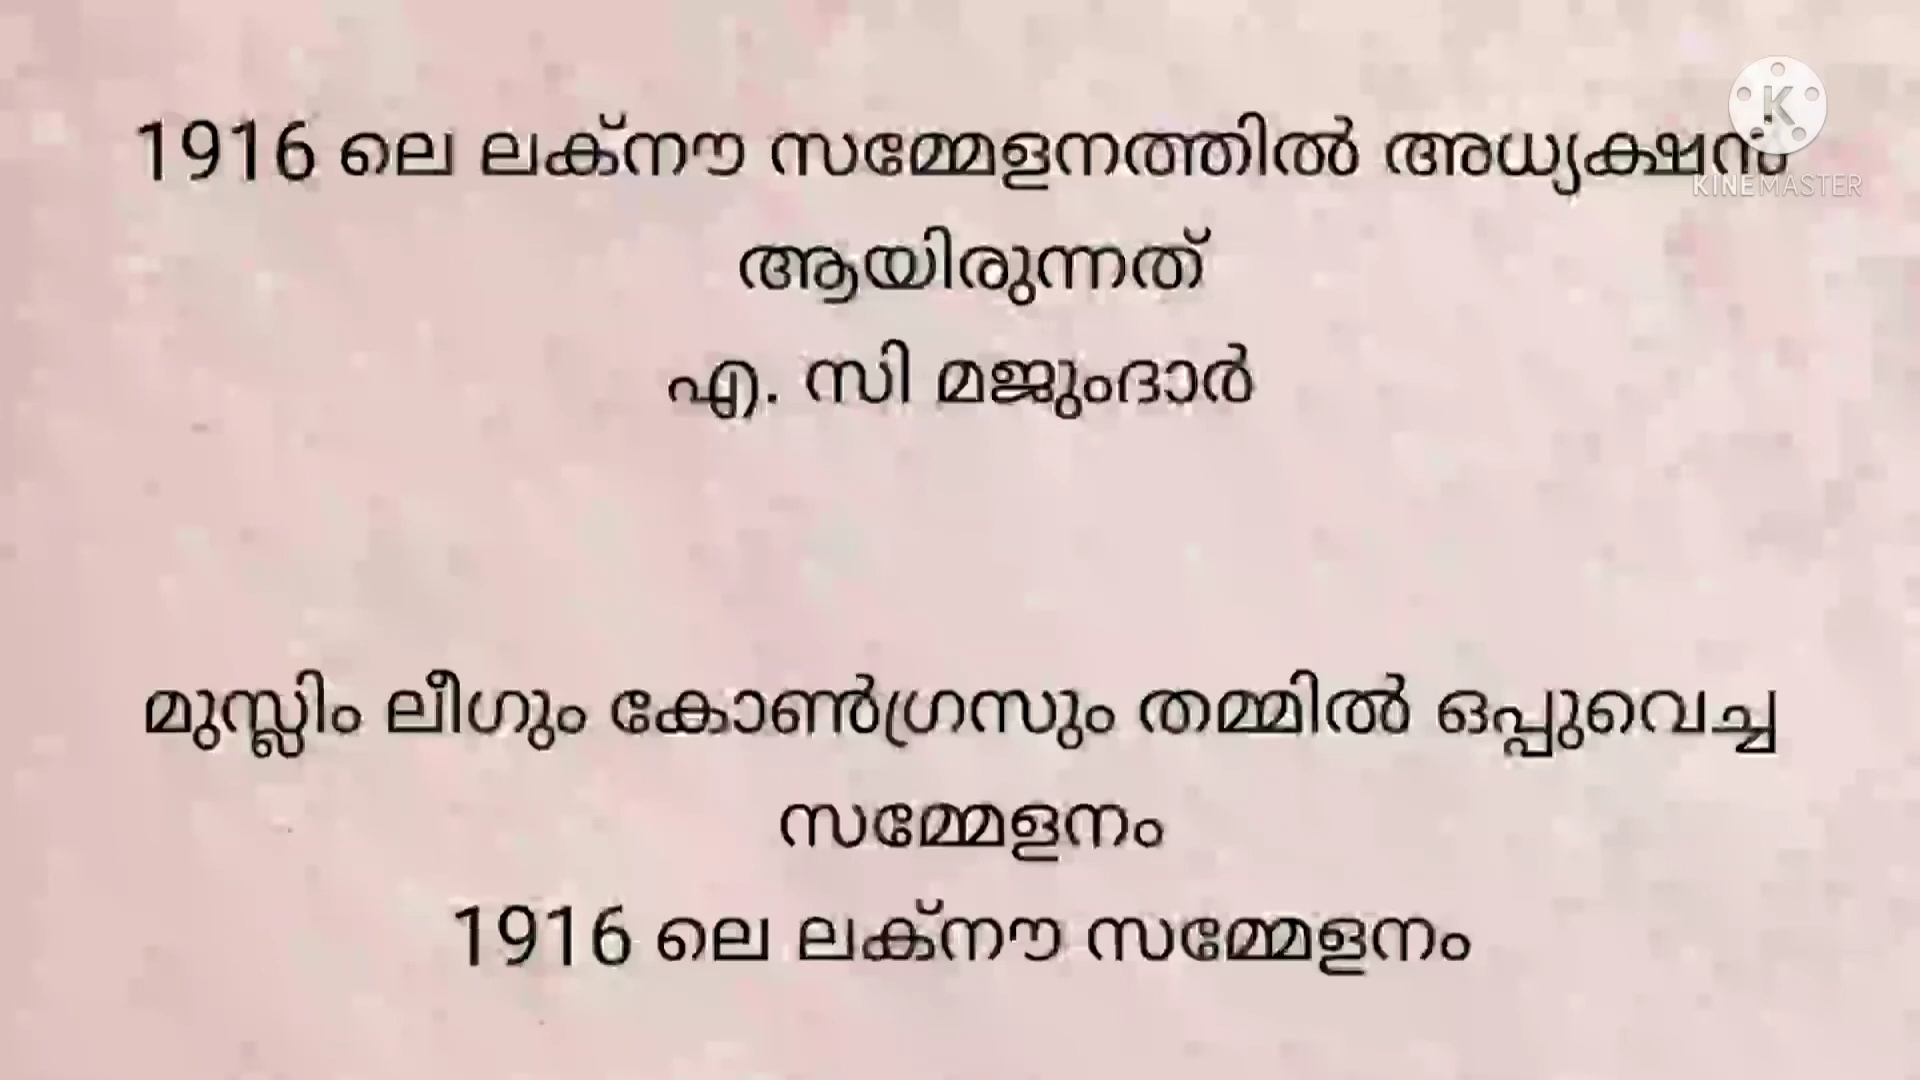 1916 ലെ ലക്നൗ സമ്മേളനത്തിൽ അധ്യക്ഷൻ
ആയിരുന്നത്
എ. സി മജുംദാർ
മുസ്ലിം ലീഗും കോൺഗ്രസും തമ്മിൽ ഒപ്പുവെച്ച
സമ്മേളനം
1916 ലെ ലക്നൗ സമ്മേളനം
K
KINEMASTER